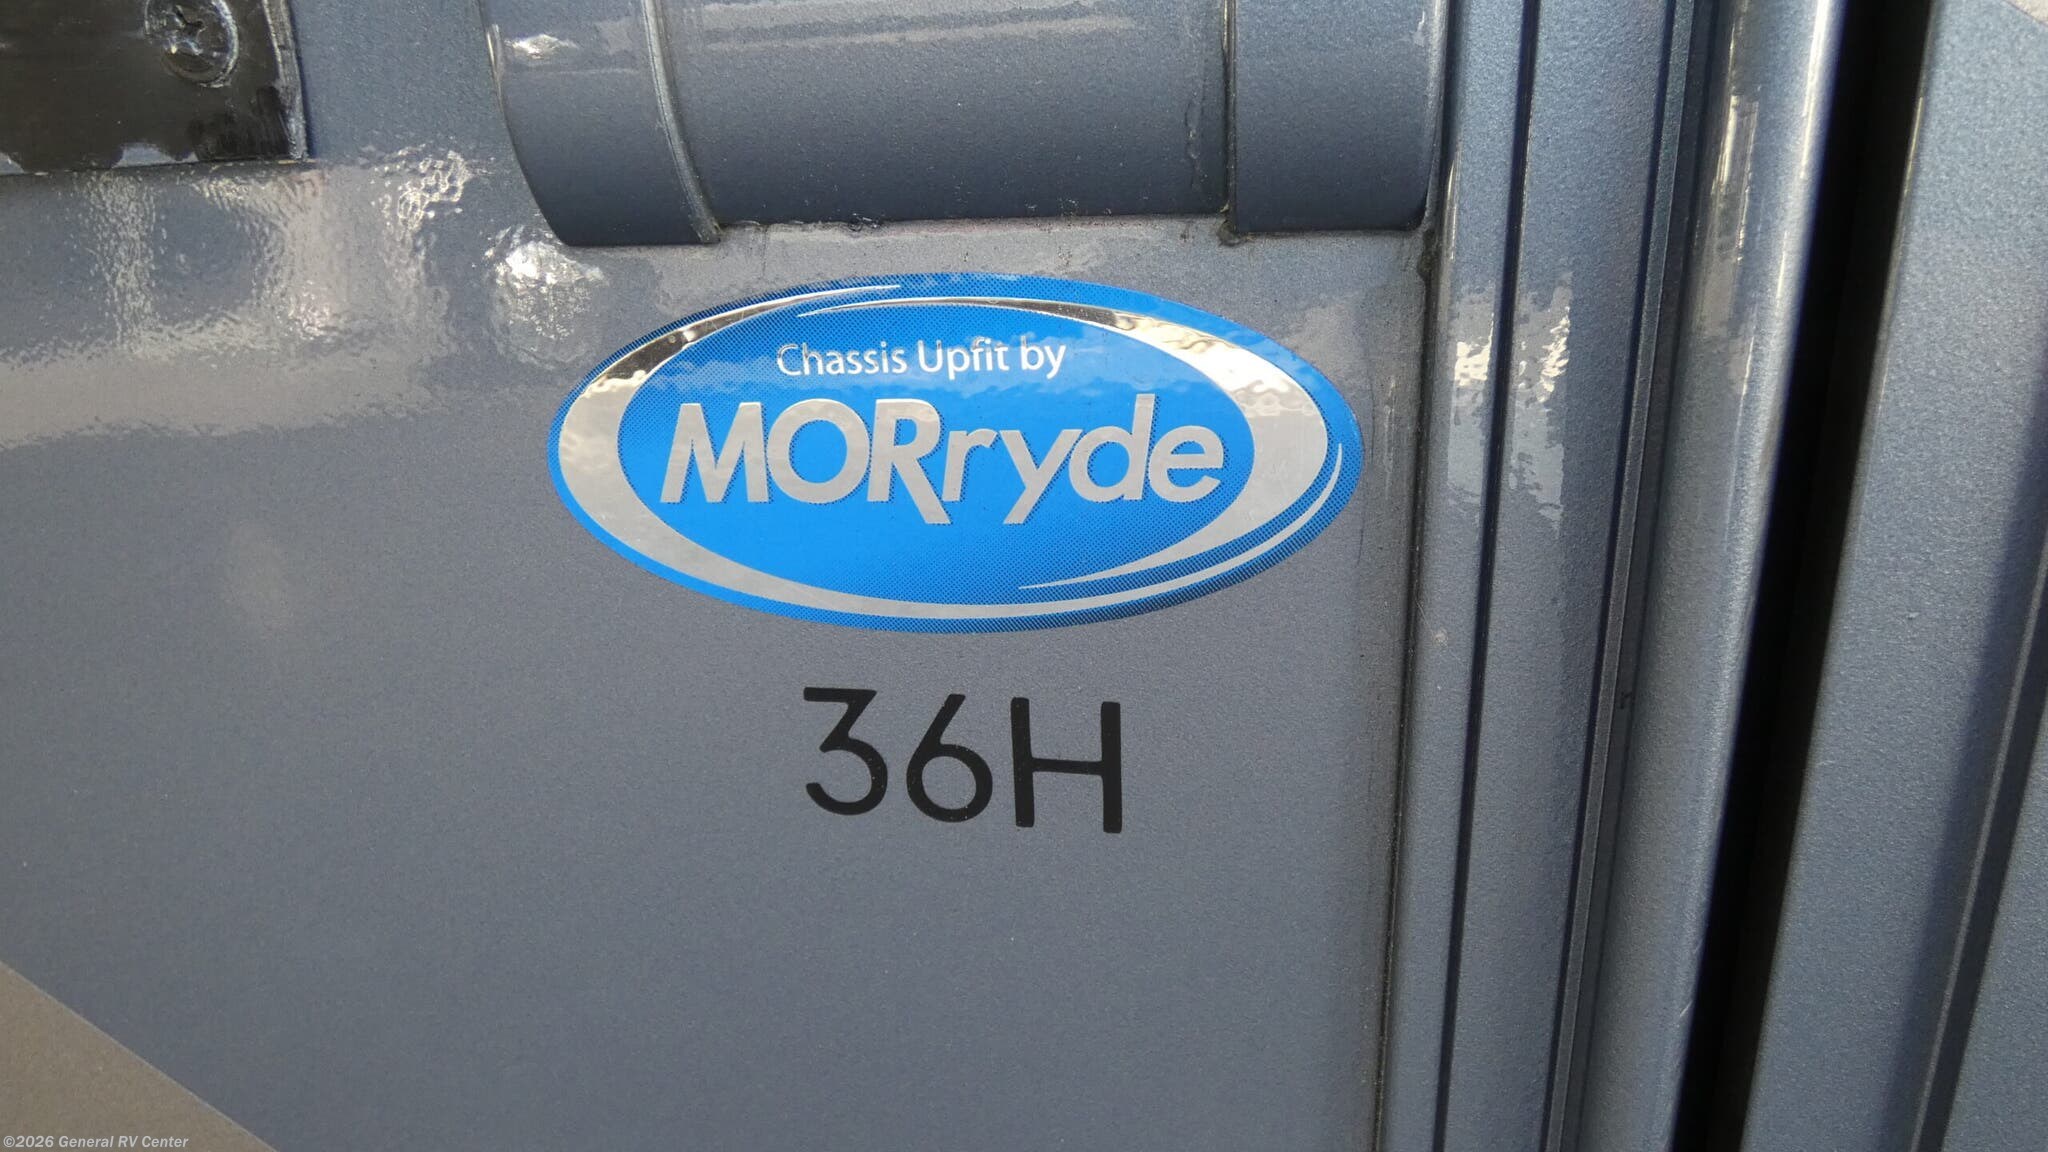 Chassis Upfit by
MORryde
36H
©2026 General RV Center